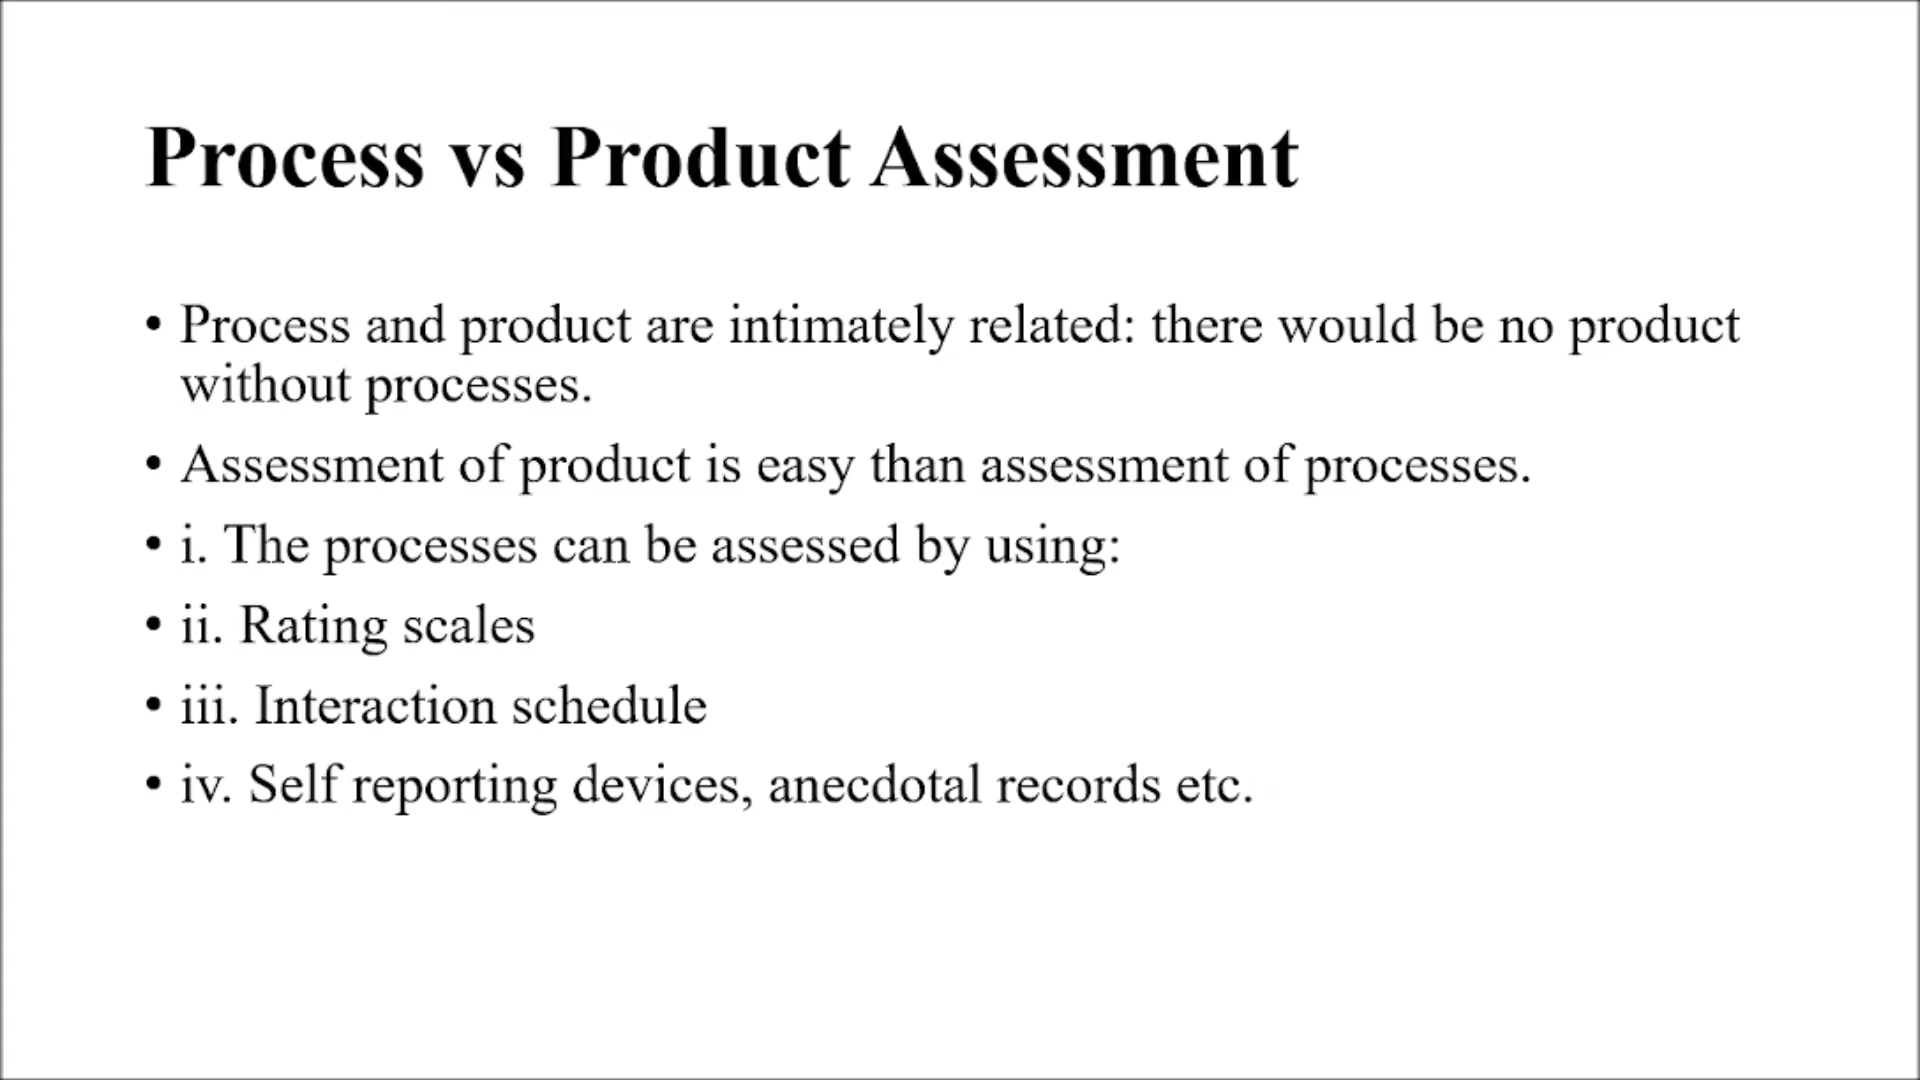 Process vs Product Assessment
• Process and product are intimately related: there would be no product
without processes.
• Assessment of product is easy than assessment of processes.
• i. The processes can be assessed by using:
• ii. Rating scales
• iii. Interaction schedule
• iv. Self reporting devices, anecdotal records etc.